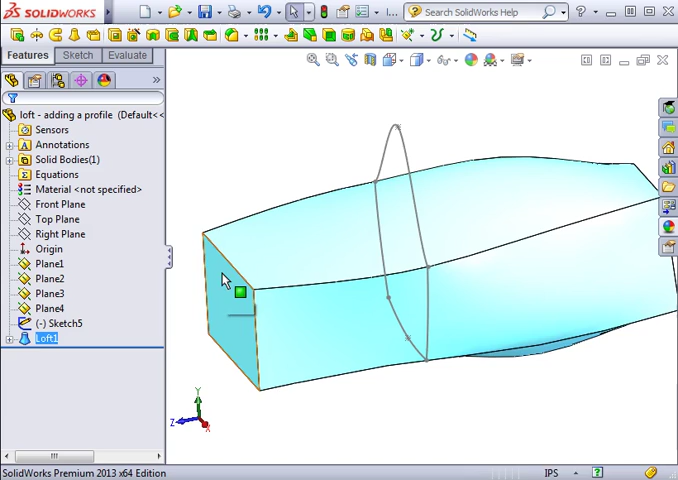 SOLIDWORKS
l...
Search SolidWorks Help
Features
Sketch
Evaluate
loft - adding a profile (Default<<
Sensors
Annotations
Solid Bodies(1)
Equations
Material <not specified>
Front Plane
Top Plane
Right Plane
Origin
Plane1
Plane2
Plane3
Plane4
(-) Sketch5
Loft1
Y
Z
X
SolidWorks Premium 2013 x64 Edition
IPS